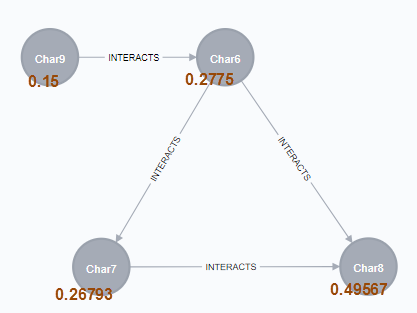 Char9
INTERACTS
Char6
0.15
0.2775
INTERACTS
INTERACTS
Char7
INTERACTS
Char8
0.26793
0.49567